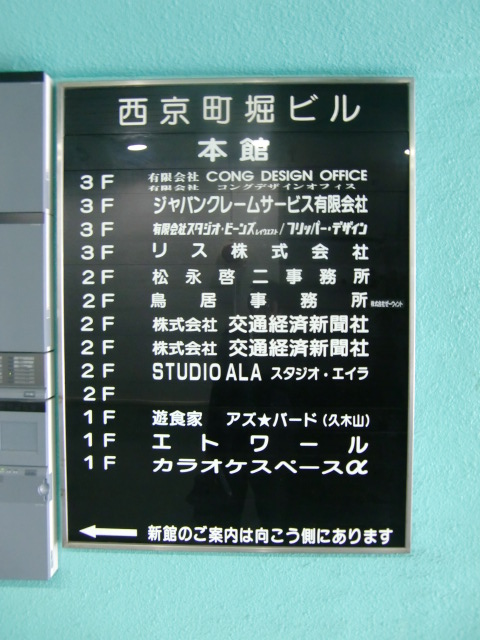 西京町堀ビル
本館
3F 有限会社 CONG DESIGN OFFICE
有限会社 コングデザインオフィス
3F ジャパンクレームサービス有限会社
3F 有限会社スタジオ・ビーンズ レイウエスト/フリッパー・デザイン
3F リス株式会社
2F 松永啓二事務所
2F 鳥居事務所
2F 株式会社 交通経済新聞社
2F 株式会社 交通経済新聞社
2F STUDIO ALA スタジオ・エイラ
2F
1F 遊食家 アズ★バード(久木山)
1F エトワール
1F カラオケスペースα
← 新館のご案内は向こう側にあります